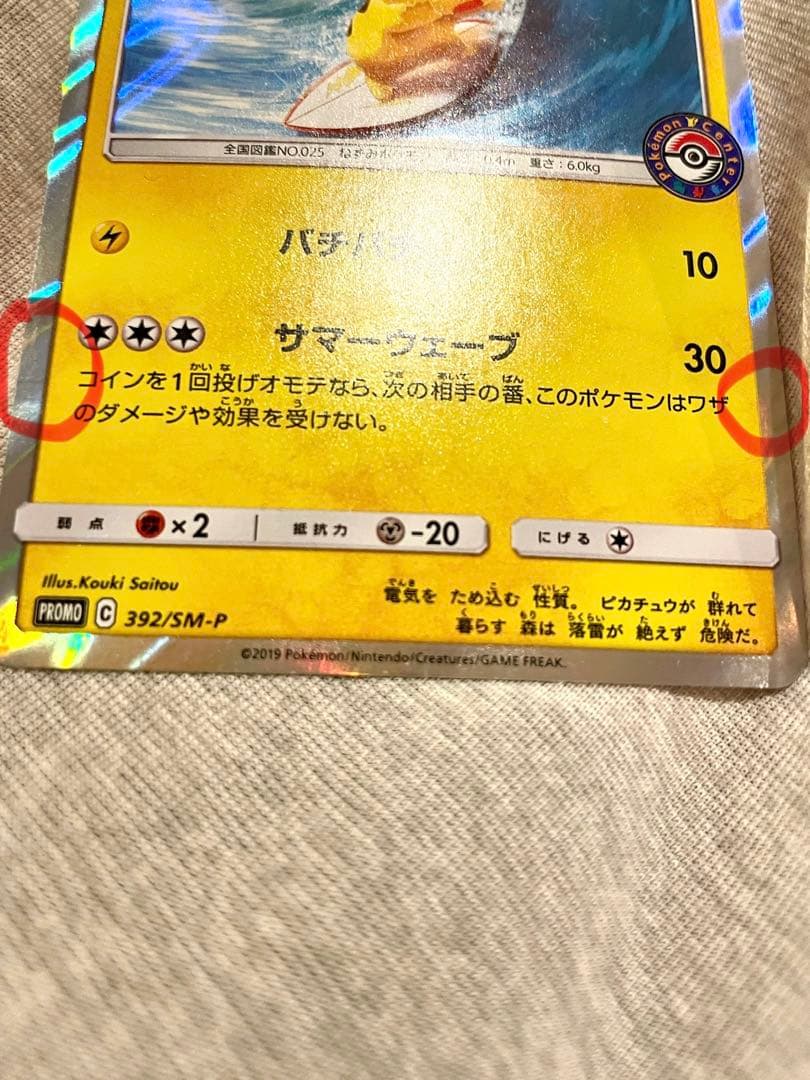 全国図鑑NO.025 0.4m 重さ:6.0kg
Pokémon Center
バチバチ 10
サマーウェーブ 30
コインを1回投げオモテなら、次の相手の番、このポケモンはワザ
のダメージや効果を受けない。
弱点 ×2 抵抗力 -20 にげる
Illus.Kouki Saitou
電気を ため込む 性質。 ピカチュウが 群れて
暮らす 森は 落雷が 絶えず 危険だ。
PROMO C 392/SM-P
©2019 Pokémon/Nintendo/Creatures/GAME FREAK.